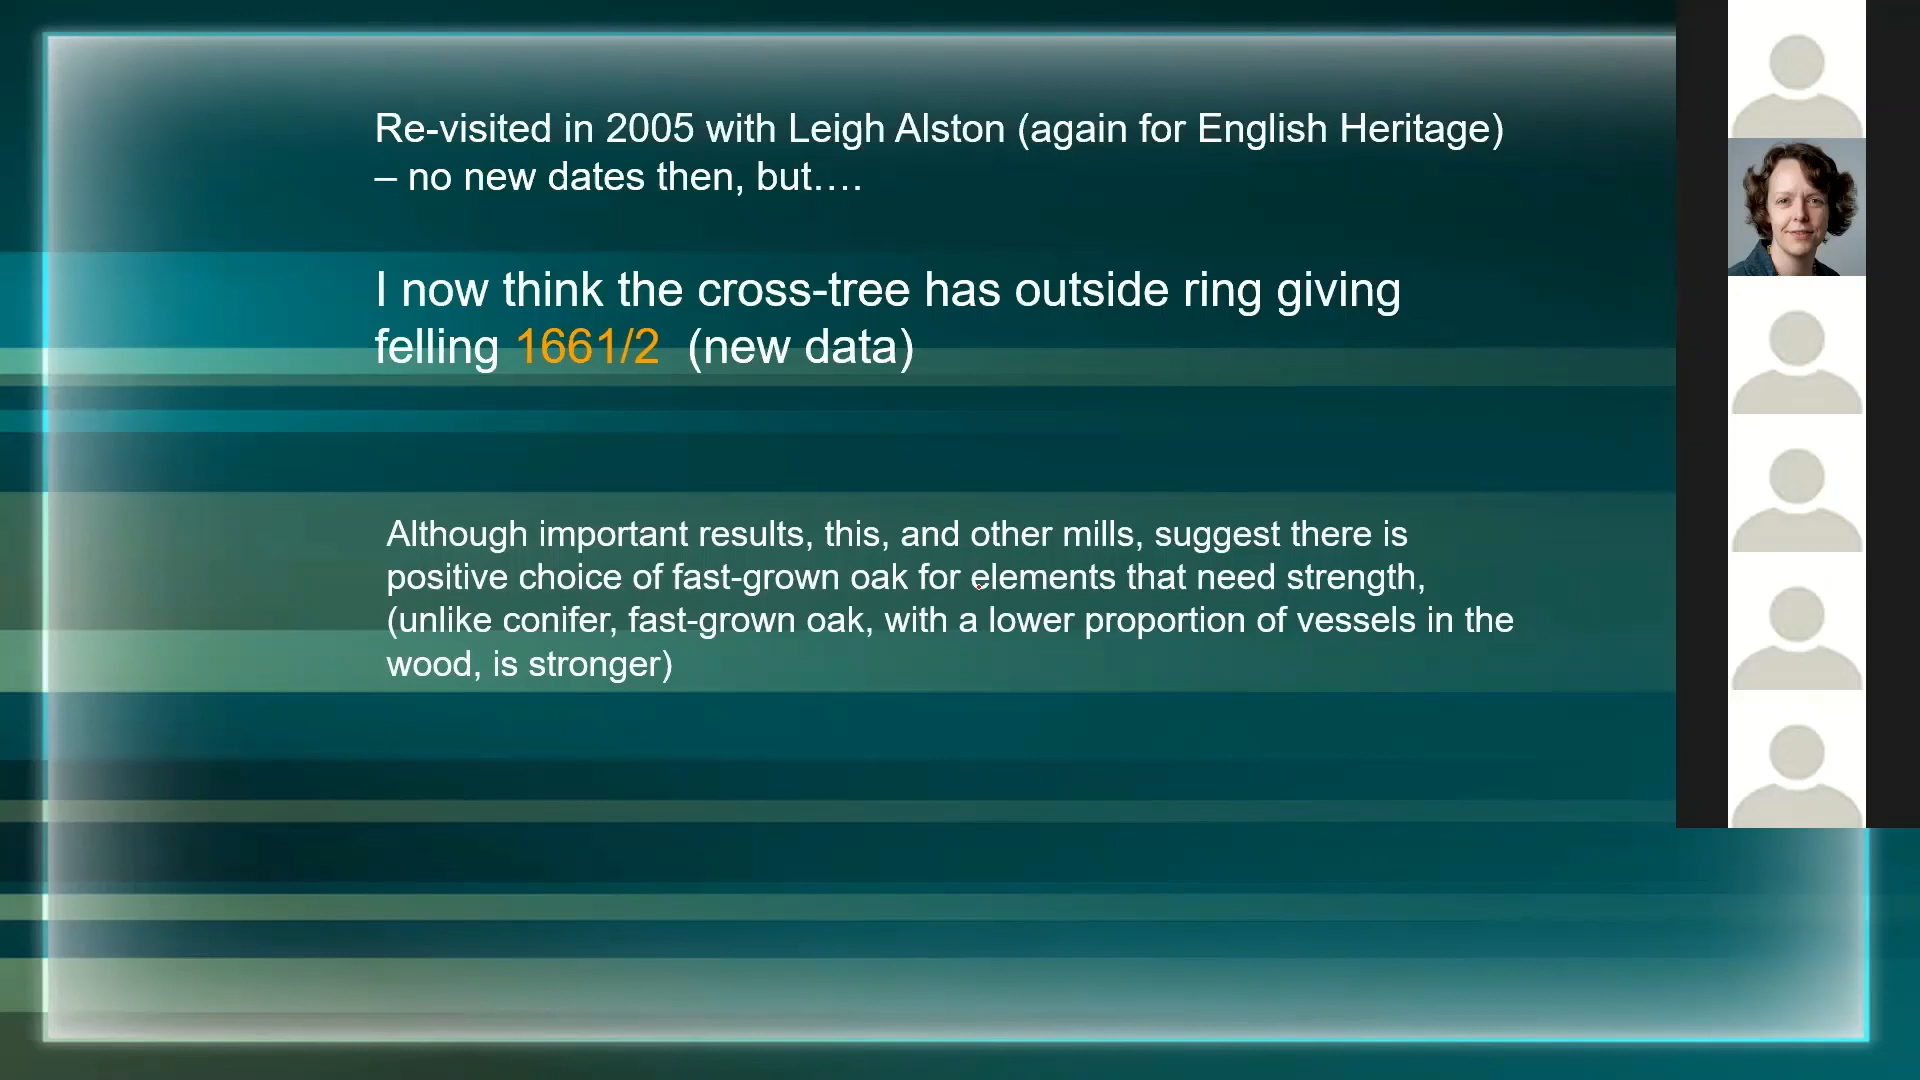 Re-visited in 2005 with Leigh Alston (again for English Heritage)
– no new dates then, but….
I now think the cross-tree has outside ring giving
felling 1661/2 (new data)
Although important results, this, and other mills, suggest there is
positive choice of fast-grown oak for elements that need strength,
(unlike conifer, fast-grown oak, with a lower proportion of vessels in the
wood, is stronger)